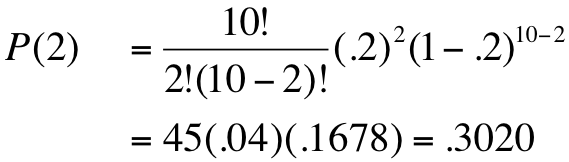 P(2) = 10!/2!(10 − 2)! (.2)²(1 − .2)¹⁰⁻²
= 45(.04)(.1678) = .3020